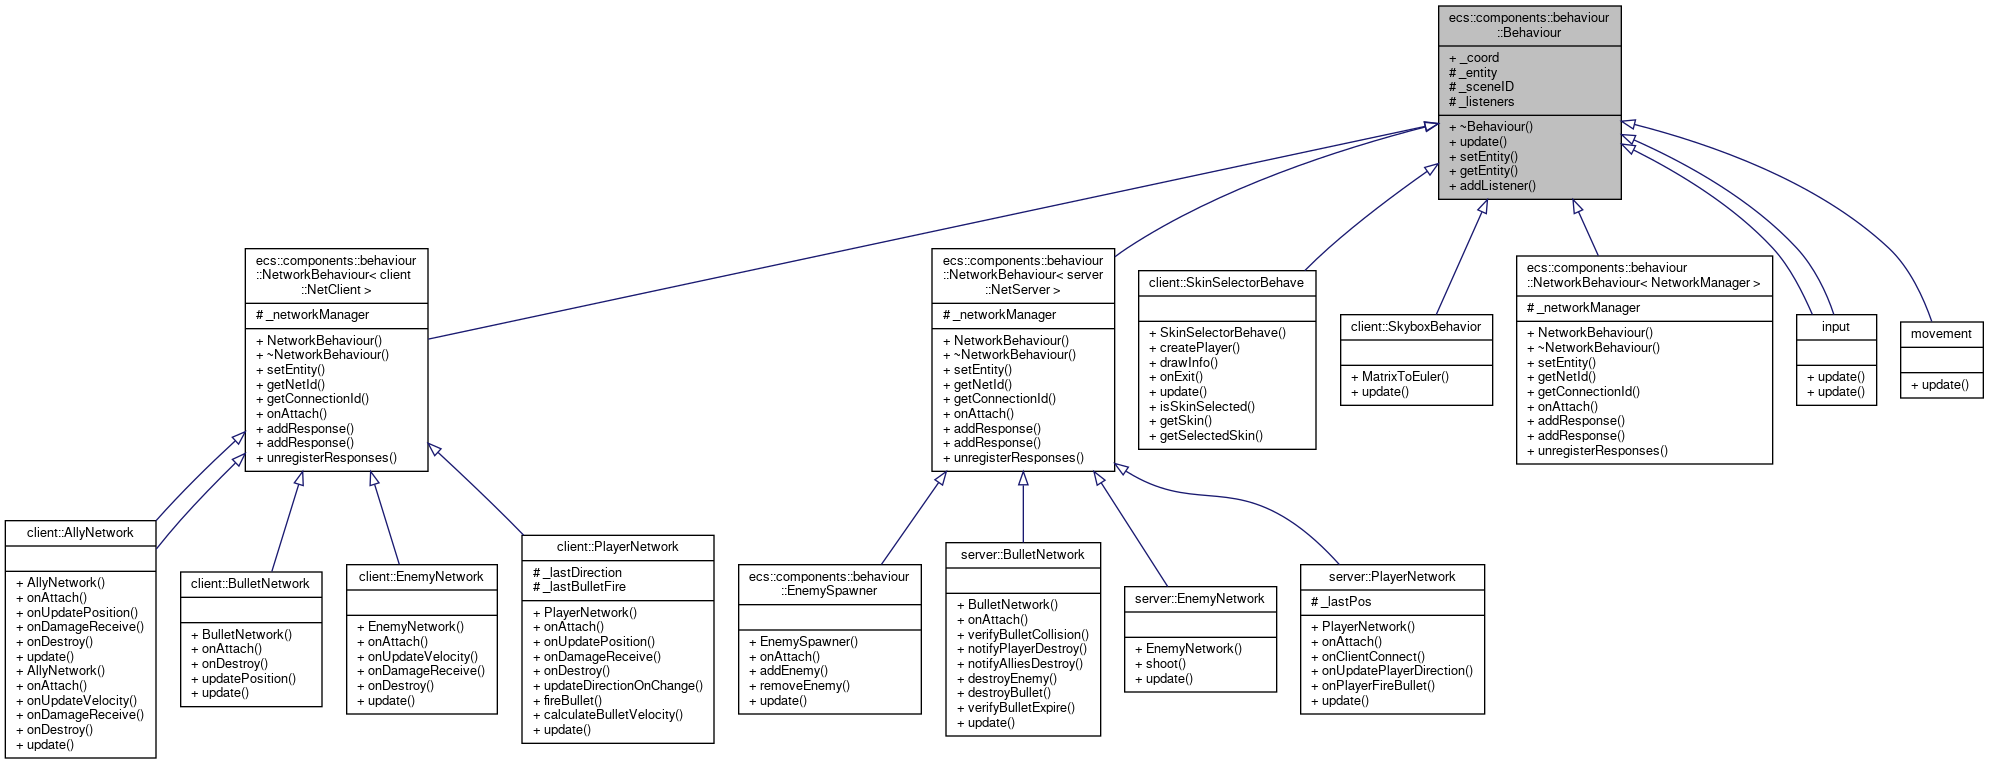 ecs::components::behaviour
::Behaviour
+ _coord
# _entity
# _sceneID
# _listeners
+ ~Behaviour()
+ update()
+ setEntity()
+ getEntity()
+ addListener()
ecs::components::behaviour
::NetworkBehaviour< client
::NetClient >
# _networkManager
+ NetworkBehaviour()
+ ~NetworkBehaviour()
+ setEntity()
+ getNetId()
+ getConnectionId()
+ onAttach()
+ addResponse()
+ addResponse()
+ unregisterResponses()
ecs::components::behaviour
::NetworkBehaviour< server
::NetServer >
# _networkManager
+ NetworkBehaviour()
+ ~NetworkBehaviour()
+ setEntity()
+ getNetId()
+ getConnectionId()
+ onAttach()
+ addResponse()
+ addResponse()
+ unregisterResponses()
client::SkinSelectorBehave
+ SkinSelectorBehave()
+ createPlayer()
+ drawInfo()
+ onExit()
+ update()
+ isSkinSelected()
+ getSkin()
+ getSelectedSkin()
client::SkyboxBehavior
+ MatrixToEuler()
+ update()
ecs::components::behaviour
::NetworkBehaviour< NetworkManager >
# _networkManager
+ NetworkBehaviour()
+ ~NetworkBehaviour()
+ setEntity()
+ getNetId()
+ getConnectionId()
+ onAttach()
+ addResponse()
+ addResponse()
+ unregisterResponses()
input
+ update()
+ update()
movement
+ update()
client::AllyNetwork
+ AllyNetwork()
+ onAttach()
+ onUpdatePosition()
+ onDamageReceive()
+ onDestroy()
+ update()
+ AllyNetwork()
+ onAttach()
+ onUpdateVelocity()
+ onDamageReceive()
+ onDestroy()
+ update()
client::BulletNetwork
+ BulletNetwork()
+ onAttach()
+ onDestroy()
+ updatePosition()
+ update()
client::EnemyNetwork
+ EnemyNetwork()
+ onAttach()
+ onUpdateVelocity()
+ onDamageReceive()
+ onDestroy()
+ update()
client::PlayerNetwork
# _lastDirection
# _lastBulletFire
+ PlayerNetwork()
+ onAttach()
+ onUpdatePosition()
+ onDamageReceive()
+ onDestroy()
+ updateDirectionOnChange()
+ fireBullet()
+ calculateBulletVelocity()
+ update()
ecs::components::behaviour
::EnemySpawner
+ EnemySpawner()
+ onAttach()
+ addEnemy()
+ removeEnemy()
+ update()
server::BulletNetwork
+ BulletNetwork()
+ onAttach()
+ verifyBulletCollision()
+ notifyPlayerDestroy()
+ notifyAlliesDestroy()
+ destroyEnemy()
+ destroyBullet()
+ verifyBulletExpire()
+ update()
server::EnemyNetwork
+ EnemyNetwork()
+ shoot()
+ update()
server::PlayerNetwork
# _lastPos
+ PlayerNetwork()
+ onAttach()
+ onClientConnect()
+ onUpdatePlayerDirection()
+ onPlayerFireBullet()
+ update()